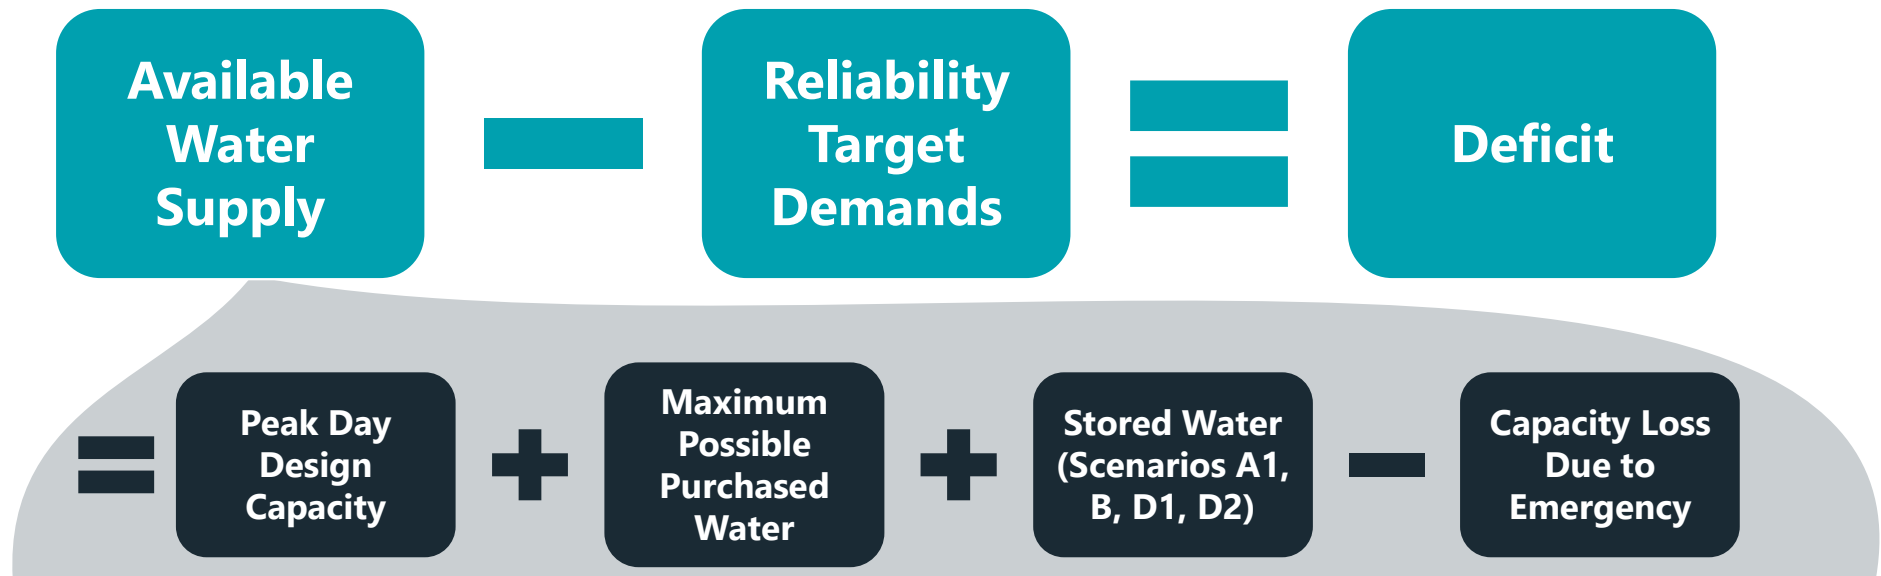 Available
Water
Supply
Reliability
Target
Demands
Deficit
Peak Day
Design
Capacity
Maximum
Possible
Purchased
Water
Stored Water
(Scenarios A1,
B, D1, D2)
Capacity Loss
Due to
Emergency